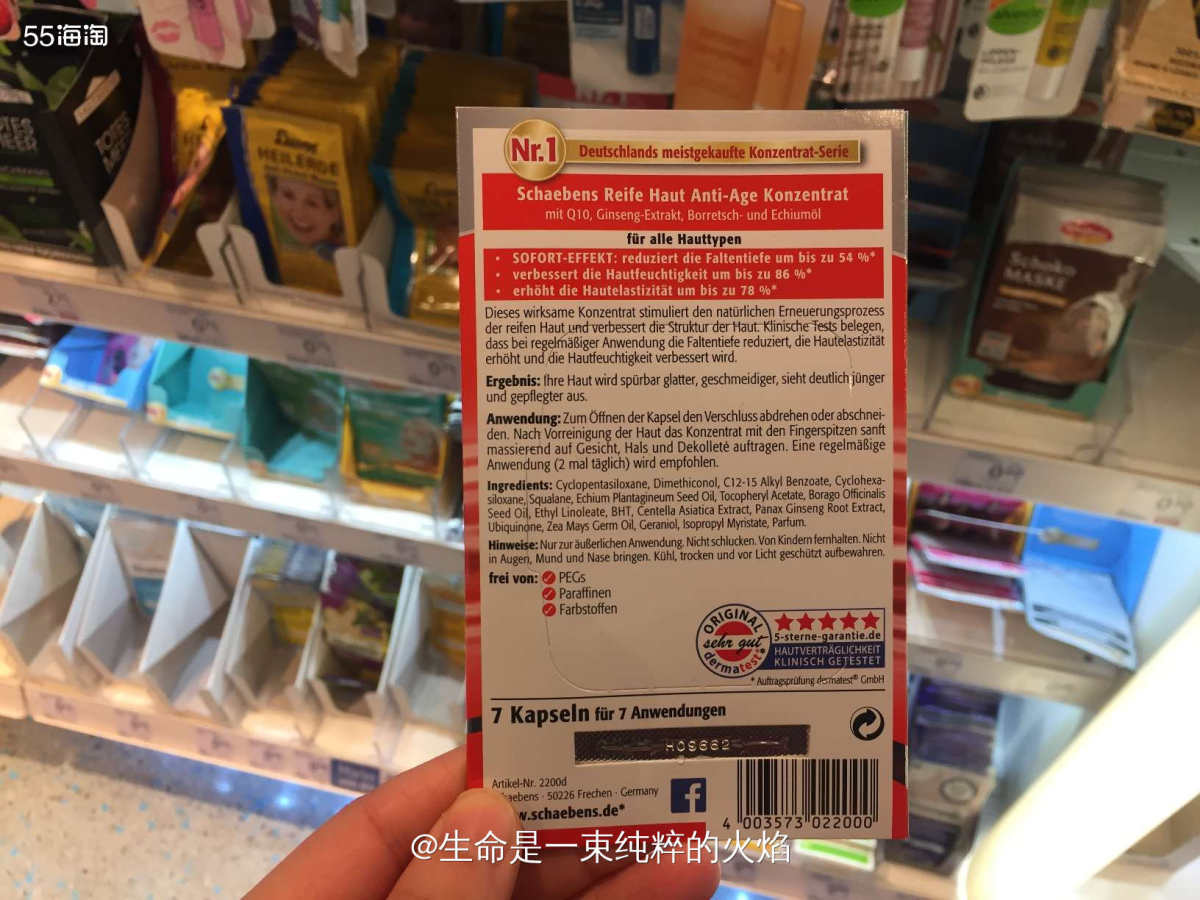 55海淘
Nr.1
Deutschlands meistgekaufte Konzentrat-Serie
Schaebens Reife Haut Anti-Age Konzentrat
mit Q10, Ginseng-Extrakt, Borretsch- und Echiumöl
für alle Hauttypen
• SOFORT-EFFEKT: reduziert die Faltentiefe um bis zu 54 %*
• verbessert die Hautfeuchtigkeit um bis zu 86 %*
• erhöht die Hautelastizität um bis zu 78 %*
Dieses wirksame Konzentrat stimuliert den natürlichen Erneuerungsprozess
der reifen Haut und verbessert die Struktur der Haut. Klinische Tests belegen,
dass bei regelmäßiger Anwendung die Faltentiefe reduziert, die Hautelastizität
erhöht und die Hautfeuchtigkeit verbessert wird.
Ergebnis: Ihre Haut wird spürbar glatter, geschmeidiger, sieht deutlich jünger
und gepflegter aus.
Anwendung: Zum Öffnen der Kapsel den Verschluss abdrehen oder abschnei-
den. Nach Vorreinigung der Haut das Konzentrat mit den Fingerspitzen sanft
massierend auf Gesicht, Hals und Dekolleté auftragen. Eine regelmäßige
Anwendung (2 mal täglich) wird empfohlen.
Ingredients: Cyclopentasiloxane, Dimethiconol, C12-15 Alkyl Benzoate, Cyclohexa-
siloxane, Squalane, Echium Plantagineum Seed Oil, Tocopheryl Acetate, Borago Officinalis
Seed Oil, Ethyl Linoleate, BHT, Centella Asiatica Extract, Panax Ginseng Root Extract,
Ubiquinone, Zea Mays Germ Oil, Geraniol, Isopropyl Myristate, Parfum.
Hinweise: Nur zur äußerlichen Anwendung. Nicht schlucken. Von Kindern fernhalten. Nicht
in Augen, Mund und Nase bringen. Kühl, trocken und vor Licht geschützt aufbewahren.
frei von: PEGs
Paraffinen
Farbstoffen
ORIGINAL
sehr gut
dermatest®
5-sterne-garantie.de
HAUTVERTRÄGLICHKEIT
KLINISCH GETESTET
* Auftragsprüfung dermatest® GmbH
7 Kapseln für 7 Anwendungen
H09662
Artikel-Nr. 2200d
Schaebens · 50226 Frechen · Germany
www.schaebens.de*
f
4 003573 022000
@生命是一束纯粹的火焰
HEILERDE
TOTES
MEER
Schoko
MASKE